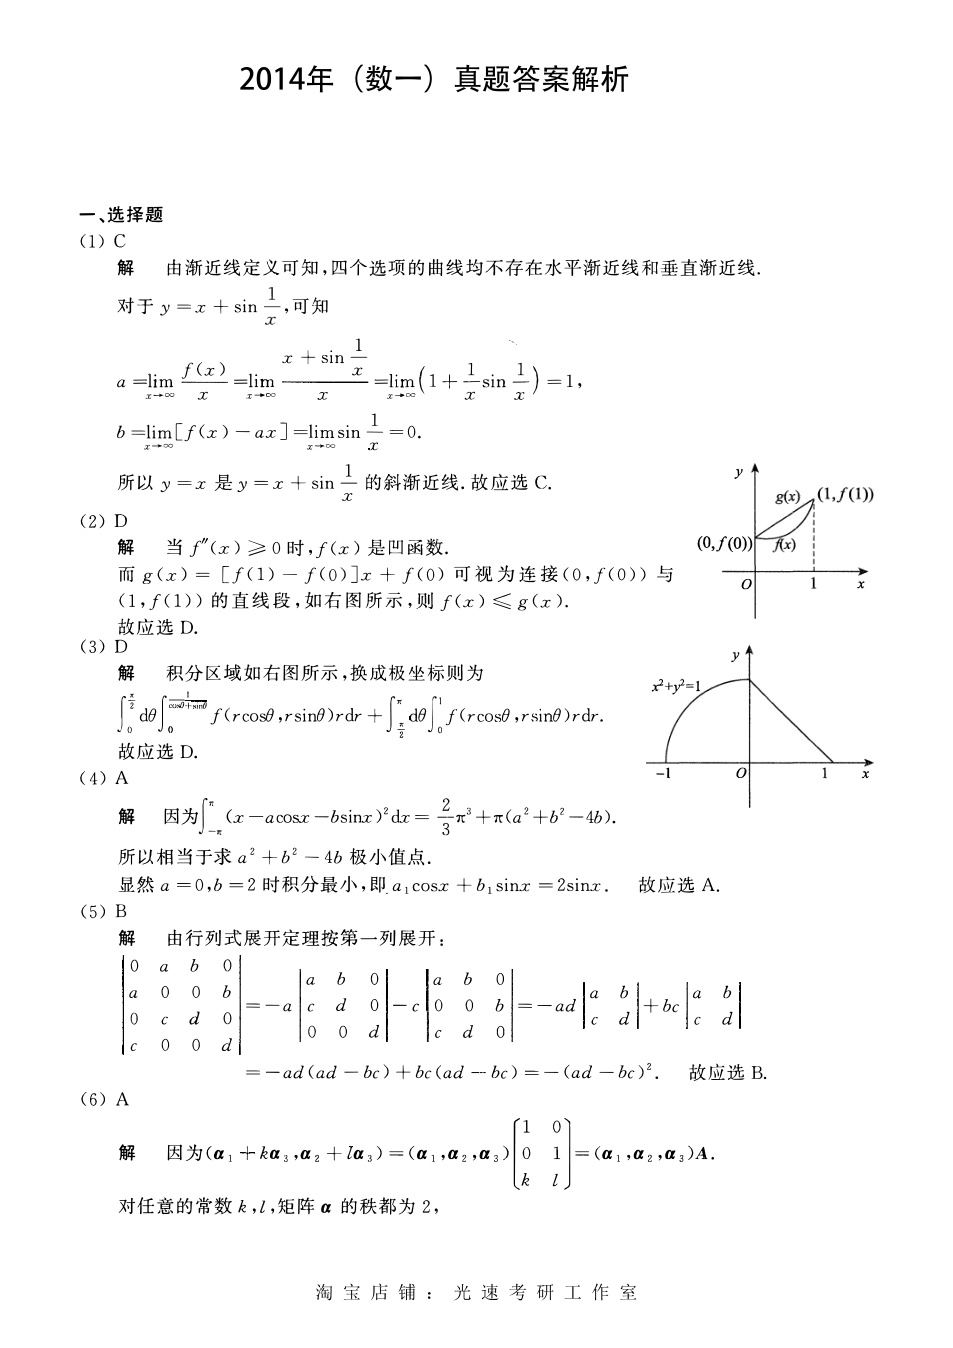 2014年（数一）真题答案解析
一、选择题
(1) C
解 由渐近线定义可知,四个选项的曲线均不存在水平渐近线和垂直渐近线.
对于 y = x + sin 1/x ,可知
a = lim_{x→∞} f(x)/x = lim_{x→∞} (x + sin 1/x)/x = lim_{x→∞} (1 + 1/x sin 1/x) = 1,
b = lim_{x→∞} [f(x) − ax] = lim_{x→∞} sin 1/x = 0.
所以 y = x 是 y = x + sin 1/x 的斜渐近线. 故应选 C.
y
g(x)
(1,f(1))
(0,f(0))
f(x)
O
1
x
(2) D
解 当 f″(x) ⩾ 0 时, f(x) 是凹函数.
而 g(x) = [f(1) − f(0)]x + f(0) 可视为连接(0,f(0)) 与
(1,f(1)) 的直线段,如右图所示,则 f(x) ⩽ g(x).
故应选 D.
(3) D
解 积分区域如右图所示,换成极坐标则为
∫_0^{π/2} dθ ∫_0^{1/(cosθ+sinθ)} f(rcosθ,rsinθ)rdr + ∫_{π/2}^{π} dθ ∫_0^1 f(rcosθ,rsinθ)rdr.
故应选 D.
y
x²+y²=1
−1
O
1
x
(4) A
解 因为 ∫_{−π}^{π} (x − acosx − bsinx)²dx = 2/3 π³ + π(a² + b² − 4b).
所以相当于求 a² + b² − 4b 极小值点.
显然 a = 0,b = 2 时积分最小,即 a₁cosx + b₁sinx = 2sinx. 故应选 A.
(5) B
解 由行列式展开定理按第一列展开:
|0 a b 0; a 0 0 b; 0 c d 0; c 0 0 d| = −a |a b 0; c d 0; 0 0 d| − c |a b 0; 0 0 b; c d 0| = −ad |a b; c d| + bc |a b; c d|
= −ad(ad − bc) + bc(ad − bc) = −(ad − bc)². 故应选 B.
(6) A
解 因为(α₁ + kα₃,α₂ + lα₃) = (α₁,α₂,α₃) (1 0; 0 1; k l) = (α₁,α₂,α₃)A.
对任意的常数 k,l,矩阵 α 的秩都为 2,
淘宝店铺：光速考研工作室